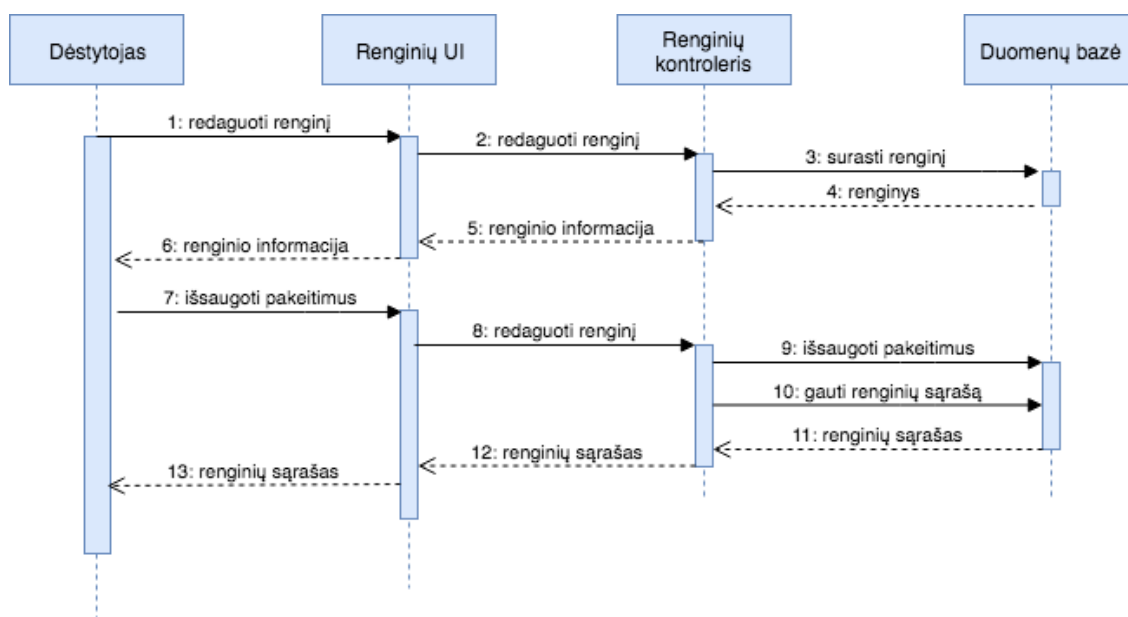 Dėstytojas
Renginių UI
Renginių
kontroleris
Duomenų bazė
1: redaguoti renginį
2: redaguoti renginį
3: surasti renginį
4: renginys
5: renginio informacija
6: renginio informacija
7: išsaugoti pakeitimus
8: redaguoti renginį
9: išsaugoti pakeitimus
10: gauti renginių sąrašą
11: renginių sąrašas
12: renginių sąrašas
13: renginių sąrašas